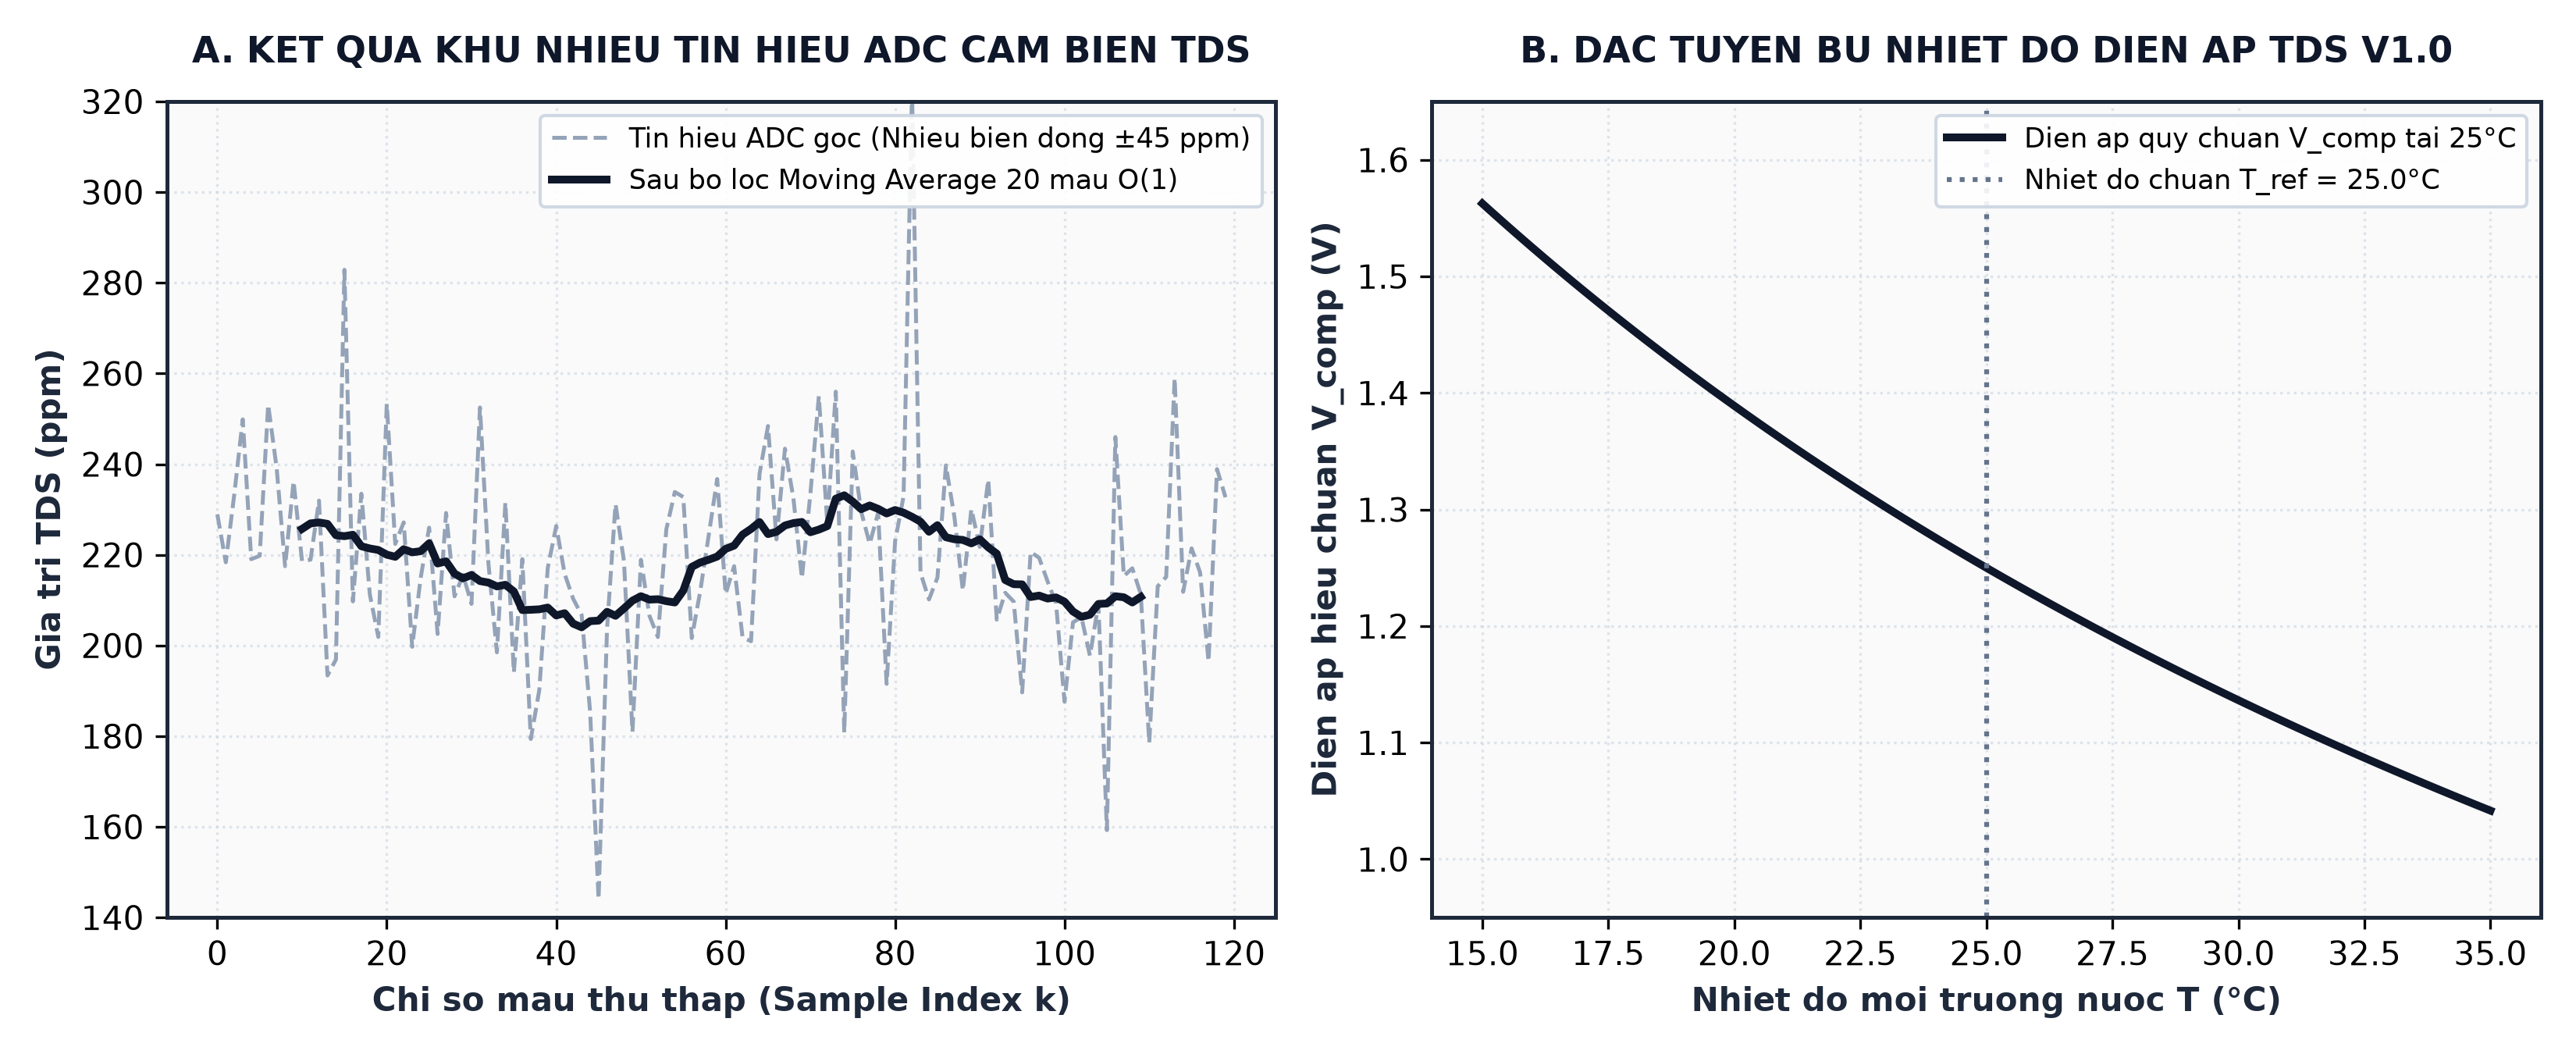 A. KET QUA KHU NHIEU TIN HIEU ADC CAM BIEN TDS
Gia tri TDS (ppm)
320
300
280
260
240
220
200
180
160
140
Tin hieu ADC goc (Nhieu bien dong ±45 ppm)
Sau bo loc Moving Average 20 mau O(1)
0 20 40 60 80 100 120
Chi so mau thu thap (Sample Index k)
B. DAC TUYEN BU NHIET DO DIEN AP TDS V1.0
Dien ap hieu chuan V_comp (V)
1.6
1.5
1.4
1.3
1.2
1.1
1.0
Dien ap quy chuan V_comp tai 25°C
Nhiet do chuan T_ref = 25.0°C
15.0 17.5 20.0 22.5 25.0 27.5 30.0 32.5 35.0
Nhiet do moi truong nuoc T (°C)